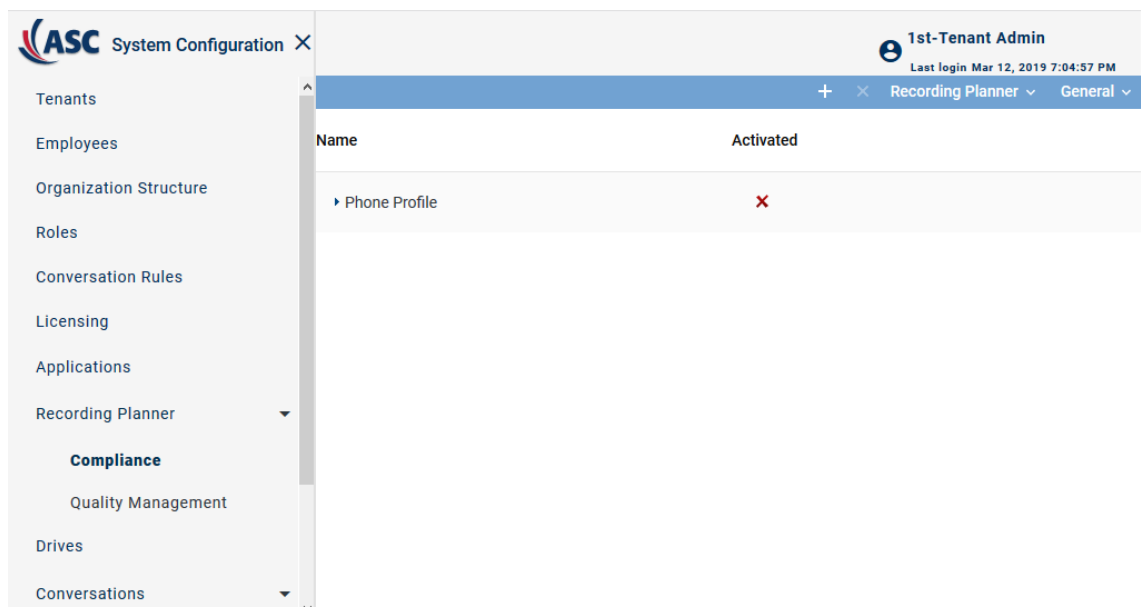 ASC System Configuration
1st-Tenant Admin
Last login Mar 12, 2019 7:04:57 PM
Recording Planner General
Name Activated
Phone Profile
Tenants
Employees
Organization Structure
Roles
Conversation Rules
Licensing
Applications
Recording Planner
Compliance
Quality Management
Drives
Conversations